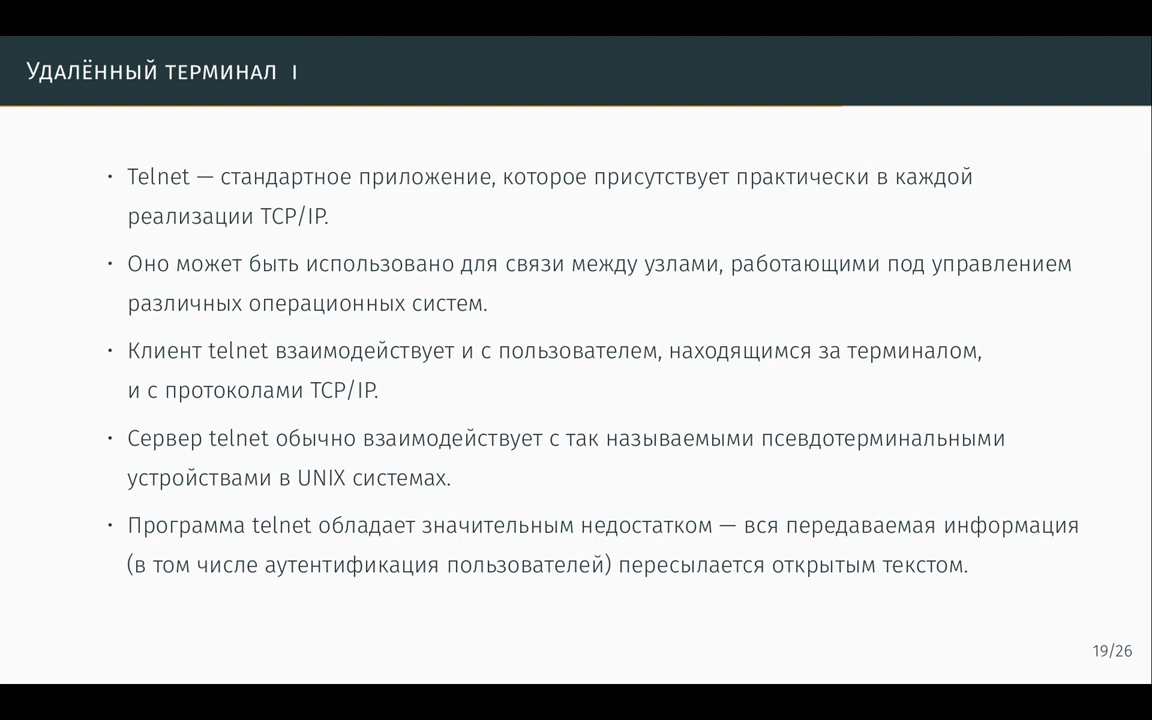 Удалённый терминал I
• Telnet — стандартное приложение, которое присутствует практически в каждой
реализации TCP/IP.
• Оно может быть использовано для связи между узлами, работающими под управлением
различных операционных систем.
• Клиент telnet взаимодействует и с пользователем, находящимся за терминалом,
и с протоколами TCP/IP.
• Сервер telnet обычно взаимодействует с так называемыми псевдотерминальными
устройствами в UNIX системах.
• Программа telnet обладает значительным недостатком — вся передаваемая информация
(в том числе аутентификация пользователей) пересылается открытым текстом.
19/26